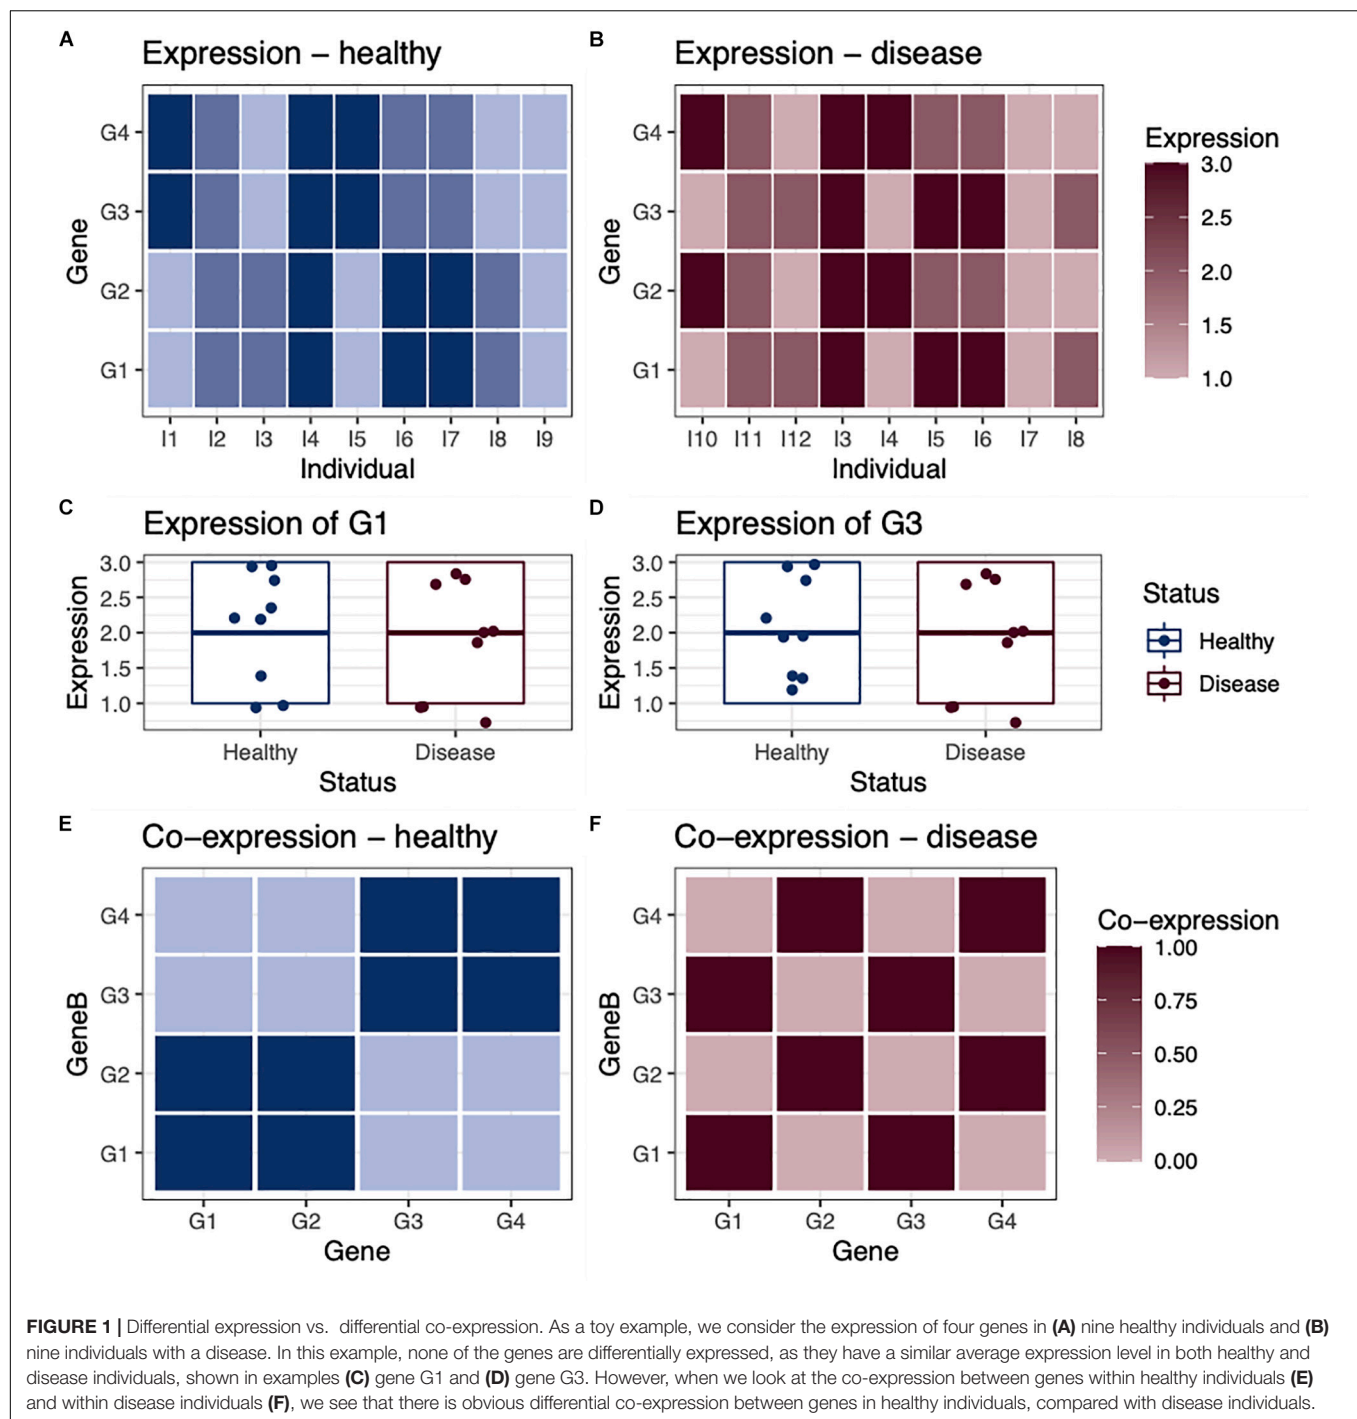 A
Expression – healthy
G4
G3
G2
G1
Gene
I1 I2 I3 I4 I5 I6 I7 I8 I9
Individual
B
Expression – disease
G4
G3
G2
G1
Gene
I10 I11 I12 I3 I4 I5 I6 I7 I8
Individual
Expression
3.0
2.5
2.0
1.5
1.0
C
Expression of G1
3.0
2.5
2.0
1.5
1.0
Expression
Healthy Disease
Status
D
Expression of G3
3.0
2.5
2.0
1.5
1.0
Expression
Healthy Disease
Status
Status
Healthy
Disease
E
Co–expression – healthy
G4
G3
G2
G1
GeneB
G1 G2 G3 G4
Gene
F
Co–expression – disease
G4
G3
G2
G1
GeneB
G1 G2 G3 G4
Gene
Co–expression
1.00
0.75
0.50
0.25
0.00
FIGURE 1 | Differential expression vs. differential co-expression. As a toy example, we consider the expression of four genes in (A) nine healthy individuals and (B)
nine individuals with a disease. In this example, none of the genes are differentially expressed, as they have a similar average expression level in both healthy and
disease individuals, shown in examples (C) gene G1 and (D) gene G3. However, when we look at the co-expression between genes within healthy individuals (E)
and within disease individuals (F), we see that there is obvious differential co-expression between genes in healthy individuals, compared with disease individuals.